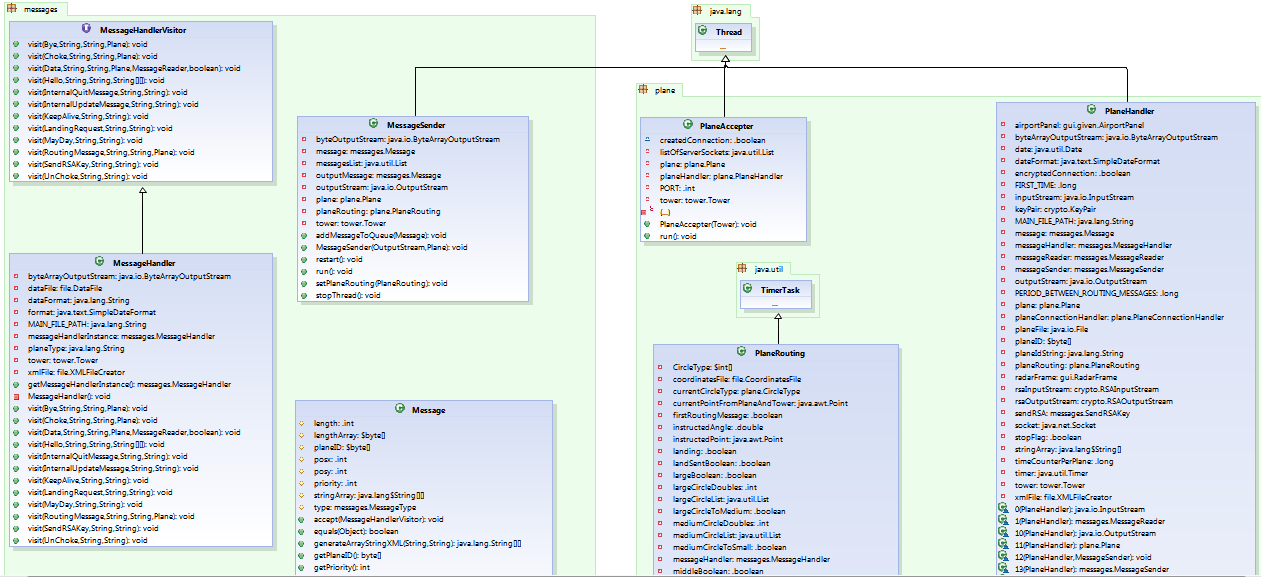 messages
MessageHandlerVisitor
visit(Bye,String,String,Plane): void
visit(Choke,String,String,Plane): void
visit(Data,String,String,Plane,MessageReader,boolean): void
visit(Hello,String,String,String[][]): void
visit(InternalQuitMessage,String,String): void
visit(InternalUpdateMessage,String,String): void
visit(KeepAlive,String,String): void
visit(LandingRequest,String,String): void
visit(MayDay,String,String): void
visit(RoutingMessage,String,String,Plane): void
visit(SendRSAKey,String,String): void
visit(UnChoke,String,String): void
MessageHandler
byteArrayOutputStream: java.io.ByteArrayOutputStream
dataFile: file.DataFile
dataFormat: java.lang.String
format: java.text.SimpleDateFormat
MAIN_FILE_PATH: java.lang.String
messageHandlerInstance: messages.MessageHandler
planeType: java.lang.String
tower: tower.Tower
xmlFile: file.XMLFileCreator
getMessageHandlerInstance(): messages.MessageHandler
MessageHandler(): void
visit(Bye,String,String,Plane): void
visit(Choke,String,String,Plane): void
visit(Data,String,String,Plane,MessageReader,boolean): void
visit(Hello,String,String,String[][]): void
visit(InternalQuitMessage,String,String): void
visit(InternalUpdateMessage,String,String): void
visit(KeepAlive,String,String): void
visit(LandingRequest,String,String): void
visit(MayDay,String,String): void
visit(RoutingMessage,String,String,Plane): void
visit(SendRSAKey,String,String): void
visit(UnChoke,String,String): void
MessageSender
byteOutputStream: java.io.ByteArrayOutputStream
message: messages.Message
messagesList: java.util.List
outputMessage: messages.Message
outputStream: java.io.OutputStream
plane: plane.Plane
planeRouting: plane.PlaneRouting
tower: tower.Tower
addMessageToQueue(Message): void
MessageSender(OutputStream,Plane): void
restart(): void
run(): void
setPlaneRouting(PlaneRouting): void
stopThread(): void
Message
length: .int
lengthArray: $byte[]
planeID: $byte[]
posx: .int
posy: .int
priority: .int
stringArray: java.lang$String[][]
type: messages.MessageType
accept(MessageHandlerVisitor): void
equals(Object): boolean
generateArrayStringXML(String,String): java.lang.String[][]
getPlaneID(): byte[]
getPriority(): int
java.lang
Thread
...
plane
PlaneAccepter
createdConnection: .boolean
listOfServerSockets: java.util.List
plane: plane.Plane
planeHandler: plane.PlaneHandler
PORT: .int
tower: tower.Tower
{...}
PlaneAccepter(Tower): void
run(): void
java.util
TimerTask
...
PlaneRouting
CircleType: $int[]
coordinatesFile: file.CoordinatesFile
currentCircleType: plane.CircleType
currentPointFromPlaneAndTower: java.awt.Point
firstRoutingMessage: .boolean
instructedAngle: .double
instructedPoint: java.awt.Point
landing: .boolean
landSentBoolean: .boolean
largeBoolean: .boolean
largeCircleDoubles: .int
largeCircleList: java.util.List
largeCircleToMedium: .boolean
mediumCircleDoubles: .int
mediumCircleList: java.util.List
mediumCircleToSmall: .boolean
messageHandler: messages.MessageHandler
middleBoolean: .boolean
PlaneHandler
airportPanel: gui.given.AirportPanel
byteArrayOutputStream: java.io.ByteArrayOutputStream
date: java.util.Date
dateFormat: java.text.SimpleDateFormat
encryptedConnection: .boolean
FIRST_TIME: .long
inputStream: java.io.InputStream
keyPair: crypto.KeyPair
MAIN_FILE_PATH: java.lang.String
message: messages.Message
messageHandler: messages.MessageHandler
messageReader: messages.MessageReader
messageSender: messages.MessageSender
outputStream: java.io.OutputStream
PERIOD_BETWEEN_ROUTING_MESSAGES: .long
plane: plane.Plane
planeConnectionHandler: plane.PlaneConnectionHandler
planeFile: java.io.File
planeID: $byte[]
planeIdString: java.lang.String
planeRouting: plane.PlaneRouting
radarFrame: gui.RadarFrame
rsaInputStream: crypto.RSAInputStream
rsaOutputStream: crypto.RSAOutputStream
sendRSA: messages.SendRSAKey
socket: java.net.Socket
stopFlag: .boolean
stringArray: java.lang$String[]
timeCounterPerPlane: .long
timer: java.util.Timer
tower: tower.Tower
xmlFile: file.XMLFileCreator
0(PlaneHandler): java.io.InputStream
1(PlaneHandler): messages.MessageReader
10(PlaneHandler): java.io.OutputStream
11(PlaneHandler): plane.Plane
12(PlaneHandler,MessageSender): void
13(PlaneHandler): messages.MessageSender